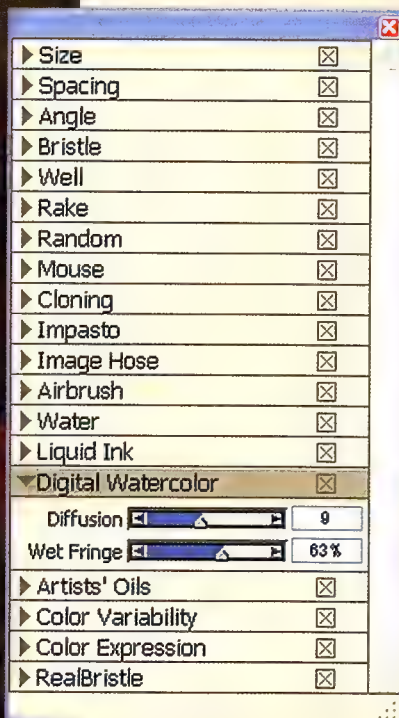 Size
Spacing
Angle
Bristle
Well
Rake
Random
Mouse
Cloning
Impasto
Image Hose
Airbrush
Water
Liquid Ink
Digital Watercolor
Diffusion 9
Wet Fringe 63%
Artists' Oils
Color Variability
Color Expression
RealBristle